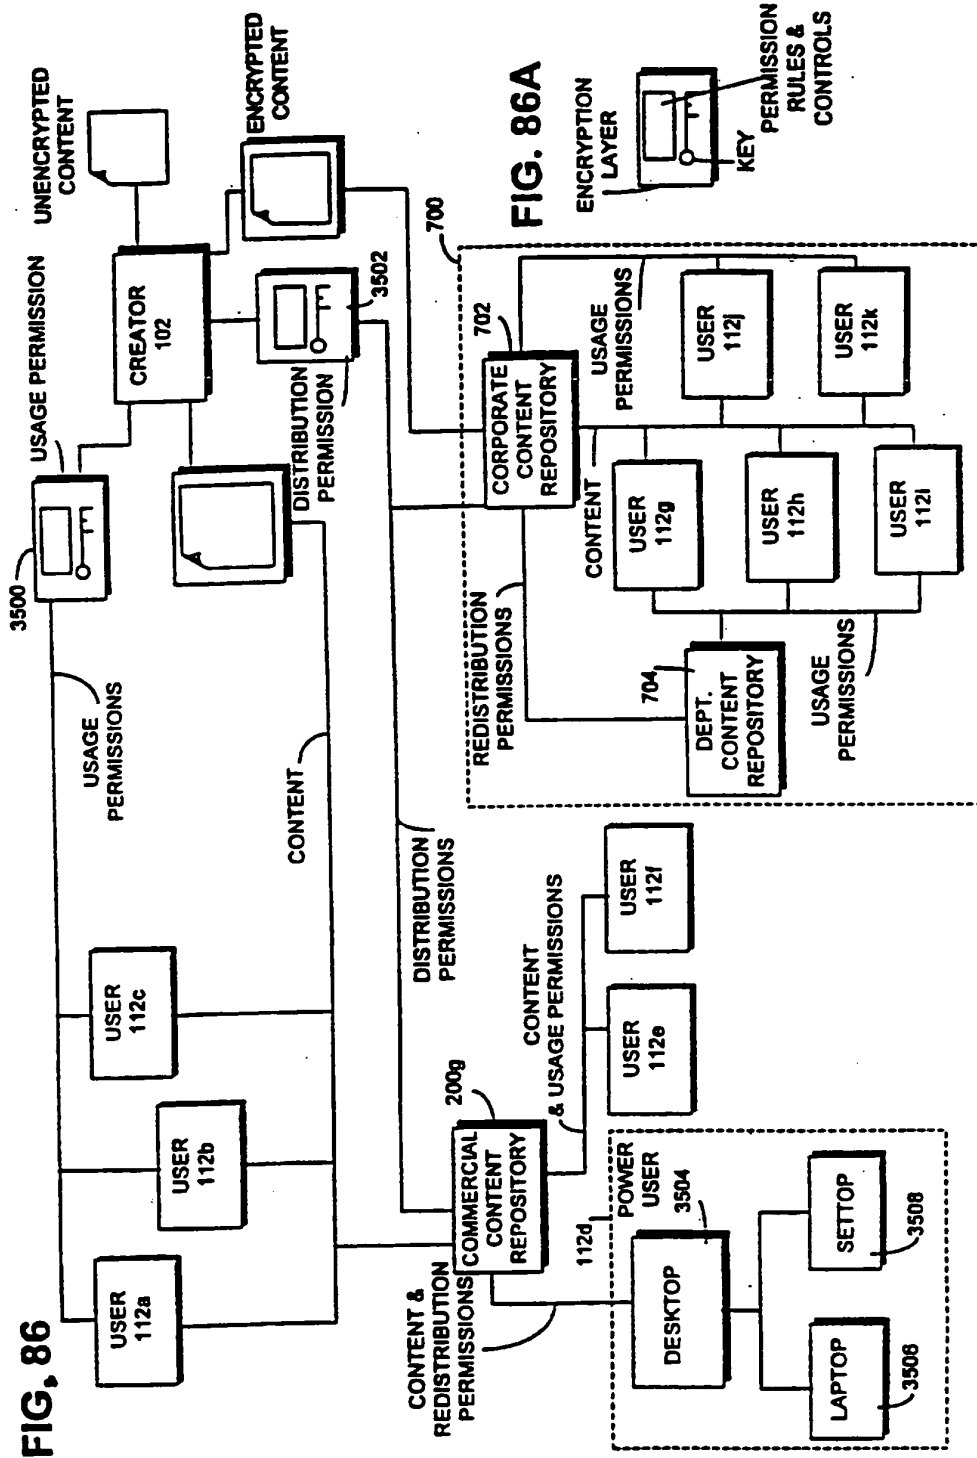 FIG. 86
USER
112a
USER
112b
USER
112c
USAGE
PERMISSIONS
3500
USAGE PERMISSION
CREATOR
102
UNENCRYPTED
CONTENT
ENCRYPTED
CONTENT
CONTENT
DISTRIBUTION
PERMISSION
3502
DISTRIBUTION
PERMISSIONS
FIG. 86A
ENCRYPTION
LAYER
KEY
PERMISSION
RULES &
CONTROLS
CONTENT &
REDISTRIBUTION
PERMISSIONS
COMMERCIAL
CONTENT
REPOSITORY
200g
CONTENT
& USAGE PERMISSIONS
112d
POWER
USER
3504
DESKTOP
LAPTOP
3506
SETTOP
3508
USER
112e
USER
112f
700
REDISTRIBUTION
PERMISSIONS
CORPORATE
CONTENT
REPOSITORY
702
USAGE
PERMISSIONS
704
DEPT.
CONTENT
REPOSITORY
CONTENT
USER
112g
USER
112h
USER
112i
USER
112j
USER
112k
USAGE
PERMISSIONS